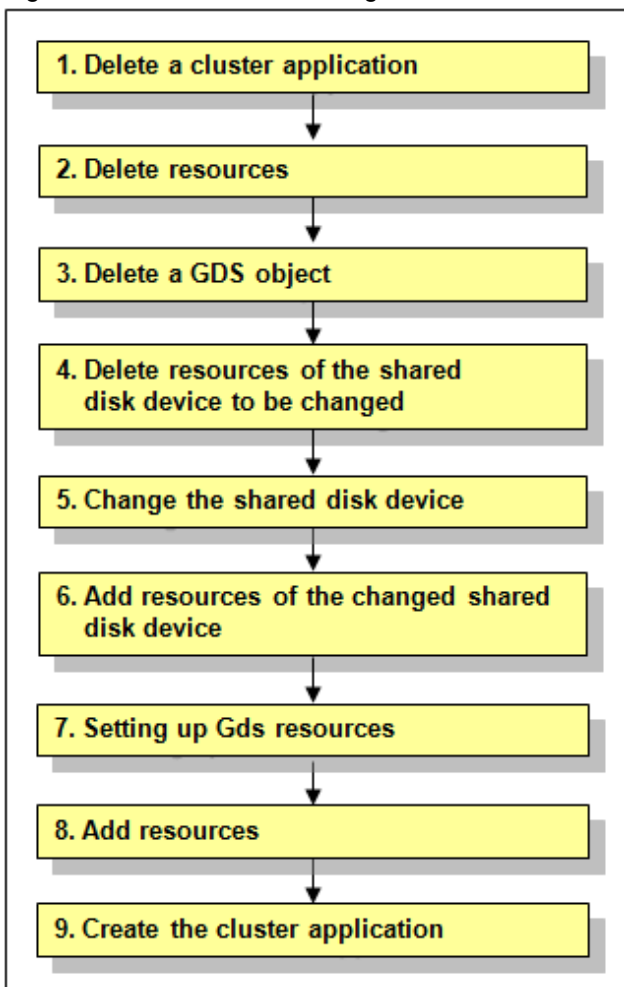 1. Delete a cluster application
2. Delete resources
3. Delete a GDS object
4. Delete resources of the shared
disk device to be changed
5. Change the shared disk device
6. Add resources of the changed shared
disk device
7. Setting up Gds resources
8. Add resources
9. Create the cluster application